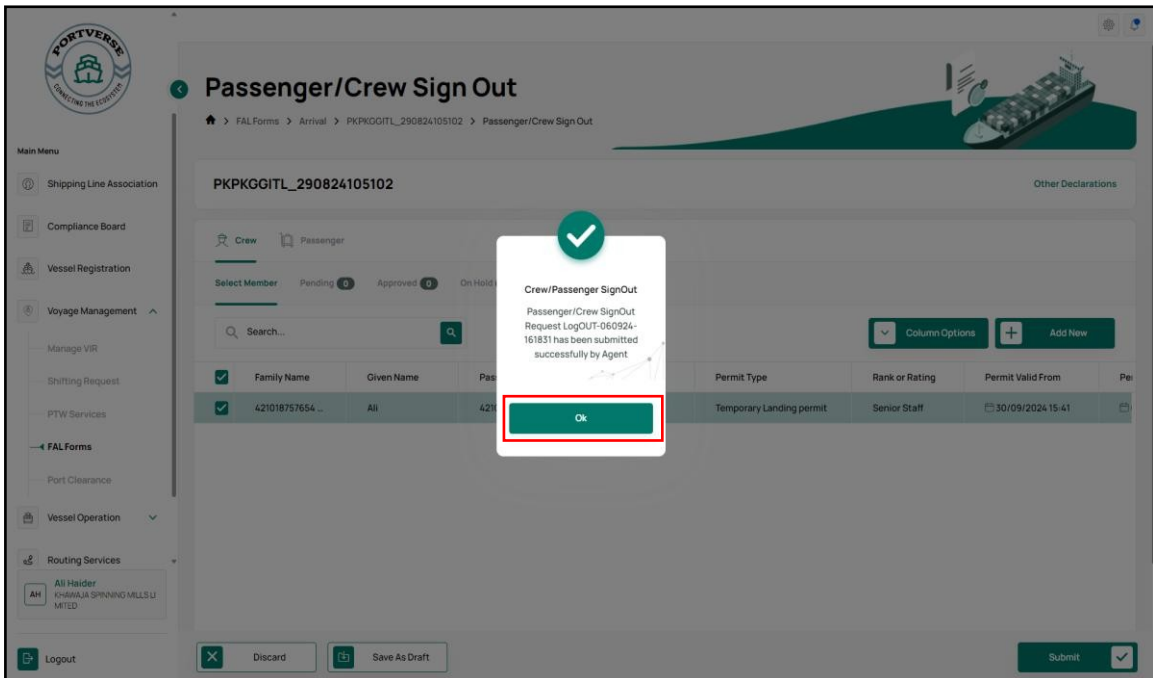 PORTVERSE
CONNECTING THE ECOSYSTEM
Passenger/Crew Sign Out
FAL Forms > Arrival > PKPKGGITL_290824105102 > Passenger/Crew Sign Out
Main Menu
Shipping Line Association
Compliance Board
Vessel Registration
Voyage Management
Manage VIR
Shifting Request
PTW Services
FAL Forms
Port Clearance
Vessel Operation
Routing Services
AH
Ali Haider
KHAWAJA SPINNING MILLS LI
MITED
Logout
PKPKGGITL_290824105102
Other Declarations
Crew
Passenger
Select Member
Pending 0
Approved 0
On Hold
Search...
Column Options
Add New
Family Name
Given Name
Pas
Permit Type
Rank or Rating
Permit Valid From
Pe
421018757654 ..
Ali
421
Temporary Landing permit
Senior Staff
30/09/2024 15:41
Crew/Passenger SignOut
Passenger/Crew SignOut
Request LogOUT-060924-
161831 has been submitted
successfully by Agent
Ok
Discard
Save As Draft
Submit